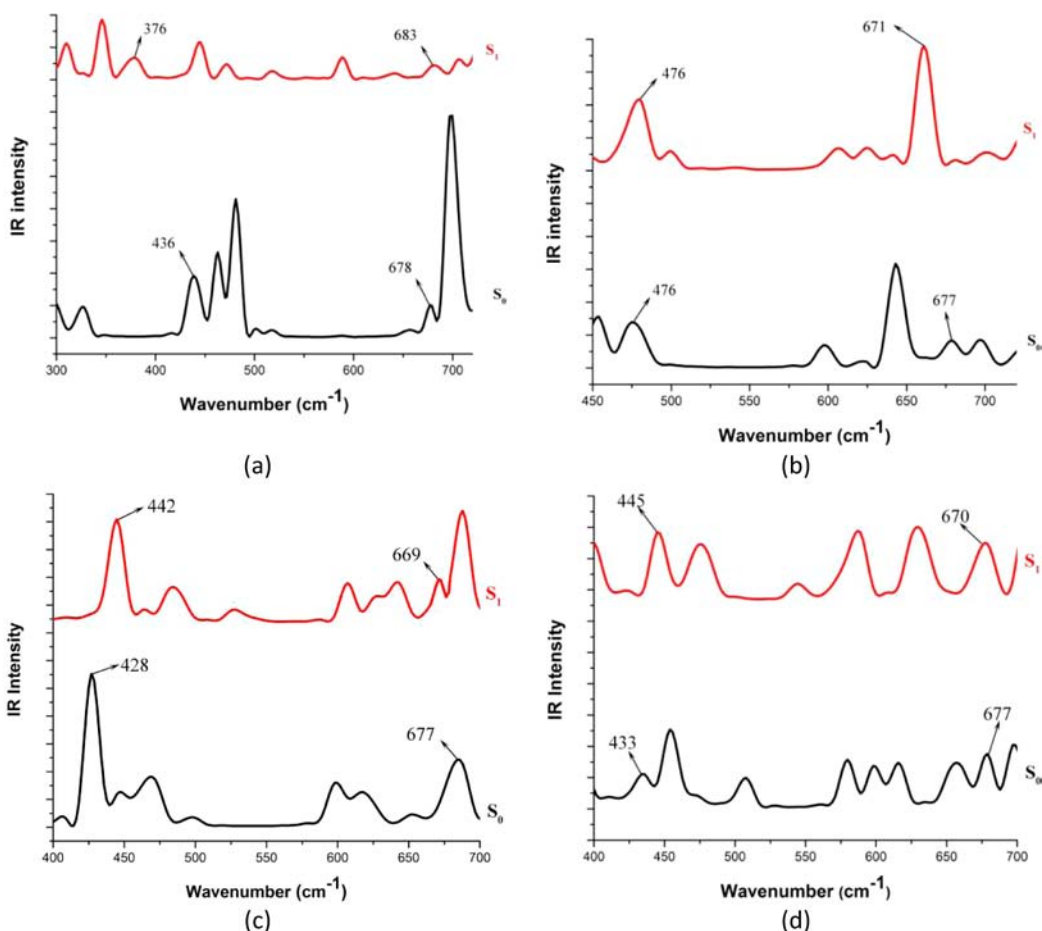 376
683
S1
436
678
S0
IR intensity
300 400 500 600 700
Wavenumber (cm-1)
(a)
671
476
S1
476
677
S0
IR intensity
450 500 550 600 650 700
Wavenumber (cm-1)
(b)
442
669
S1
428
677
S0
IR Intensity
400 450 500 550 600 650 700
Wavenumber (cm-1)
(c)
445
670
S1
433
677
S0
IR Intensity
400 450 500 550 600 650 700
Wavenumber (cm-1)
(d)